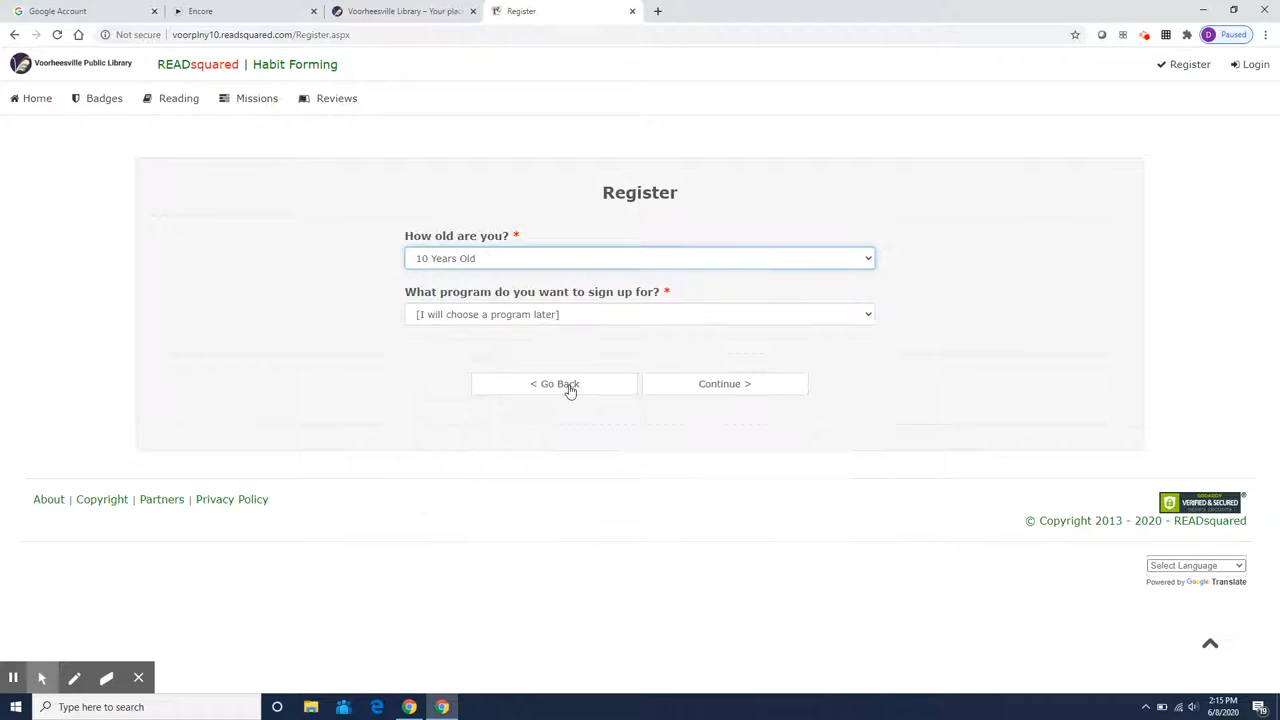 Google Account
Encore
Voorheesville Library – Your plac
Register
Not secure | voorplny10.readsquared.com/Register.aspx
D Paused
Voorheesville Public Library
READsquared | Habit Forming
Register Login
Home Badges Reading Missions Reviews
Register
How old are you? *
10 Years Old
What program do you want to sign up for? *
[I will choose a program later]
< Go Back Continue >
About | Copyright | Partners | Privacy Policy
VERIFIED & SECURED
© Copyright 2013 - 2020 - READsquared
Select Language
Powered by Google Translate
Type here to search
2:15 PM
6/8/2020
19